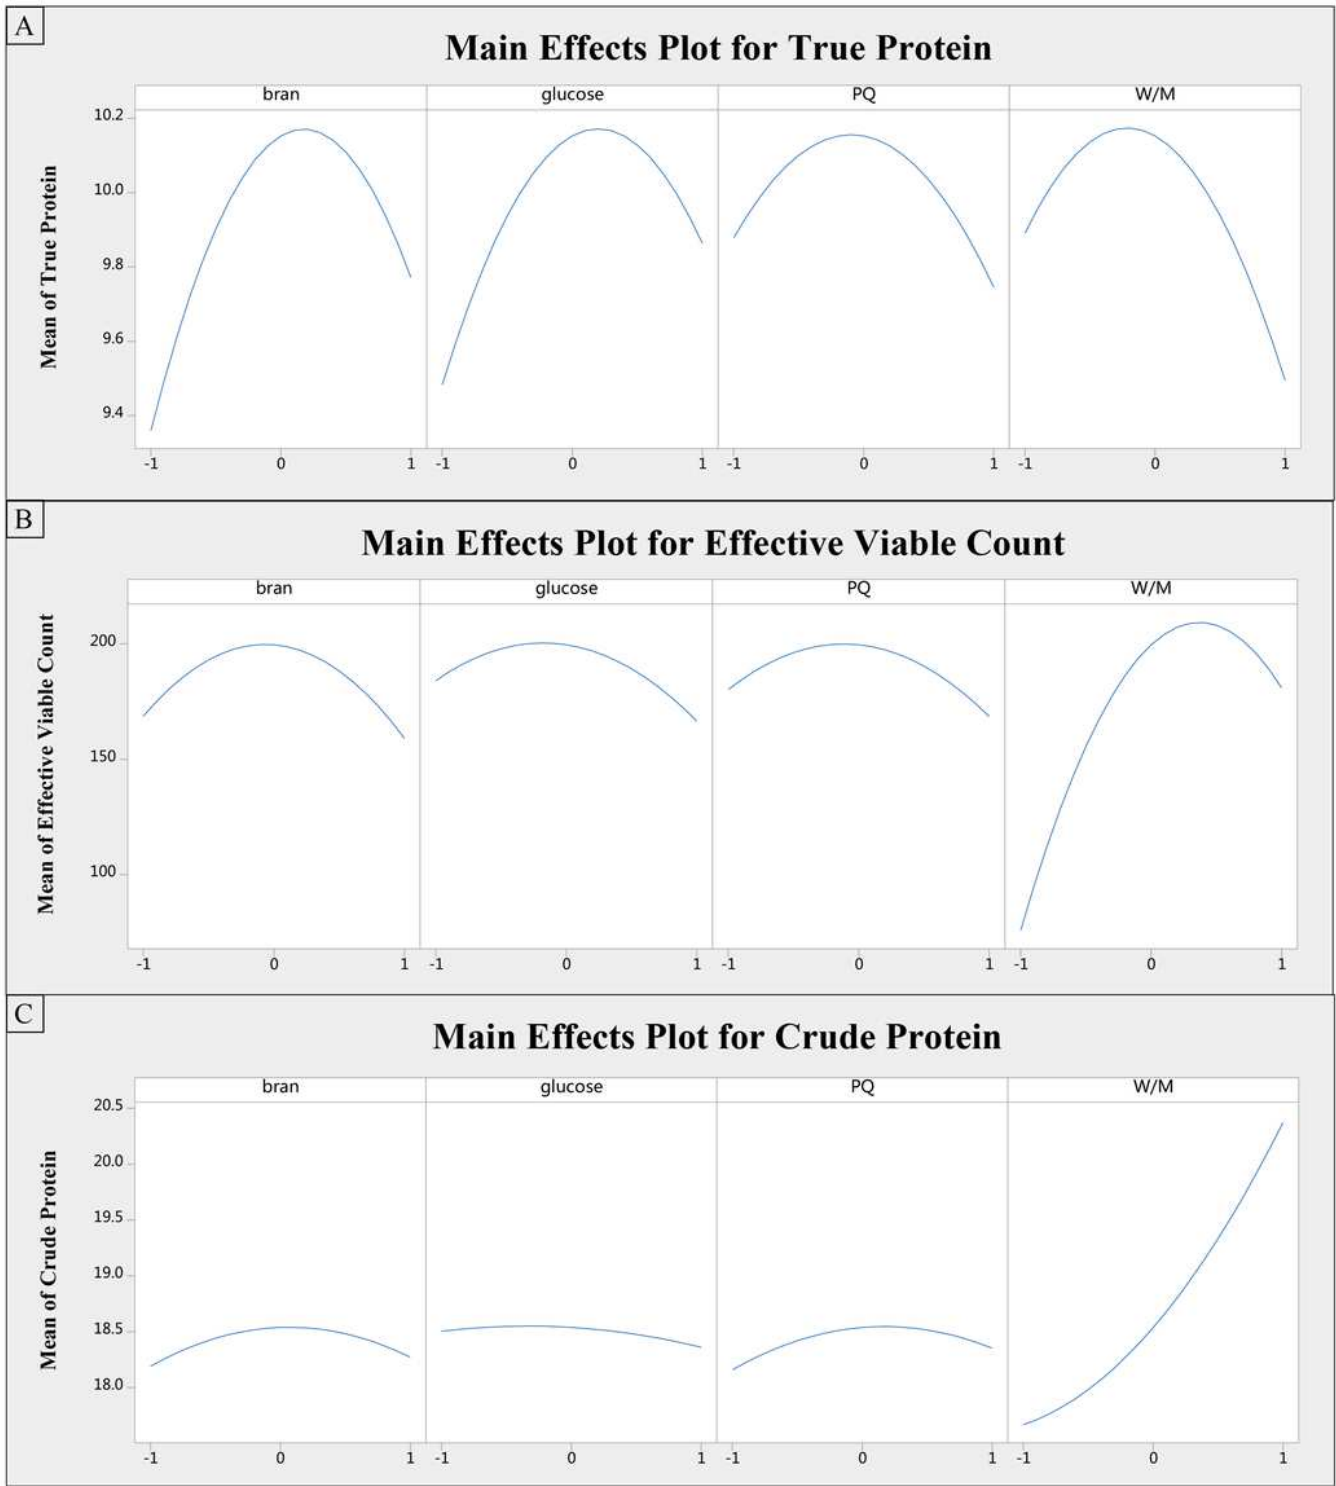 A
Main Effects Plot for True Protein
bran glucose PQ W/M
Mean of True Protein
10.2
10.0
9.8
9.6
9.4
-1 0 1 -1 0 1 -1 0 1 -1 0 1
B
Main Effects Plot for Effective Viable Count
bran glucose PQ W/M
Mean of Effective Viable Count
200
150
100
-1 0 1 -1 0 1 -1 0 1 -1 0 1
C
Main Effects Plot for Crude Protein
bran glucose PQ W/M
Mean of Crude Protein
20.5
20.0
19.5
19.0
18.5
18.0
-1 0 1 -1 0 1 -1 0 1 -1 0 1